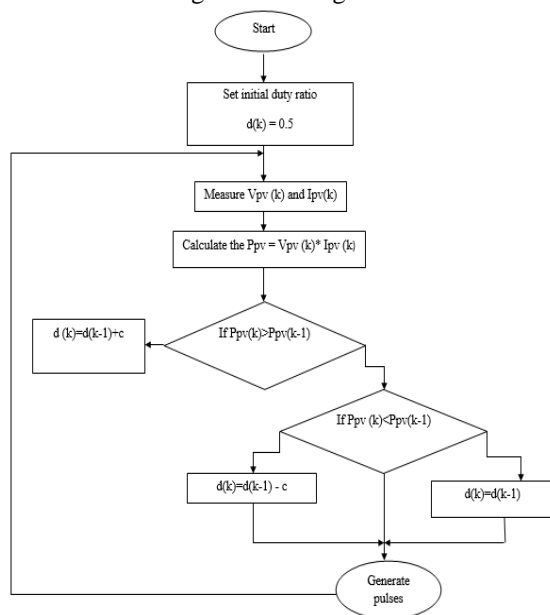 Start
Set initial duty ratio
d(k) = 0.5
Measure Vpv (k) and Ipv(k)
Calculate the Ppv = Vpv (k)* Ipv (k)
If Ppv(k)>Ppv(k-1)
d (k)=d(k-1)+c
If Ppv (k)<Ppv(k-1)
d(k)=d(k-1) - c
d(k)=d(k-1)
Generate
pulses